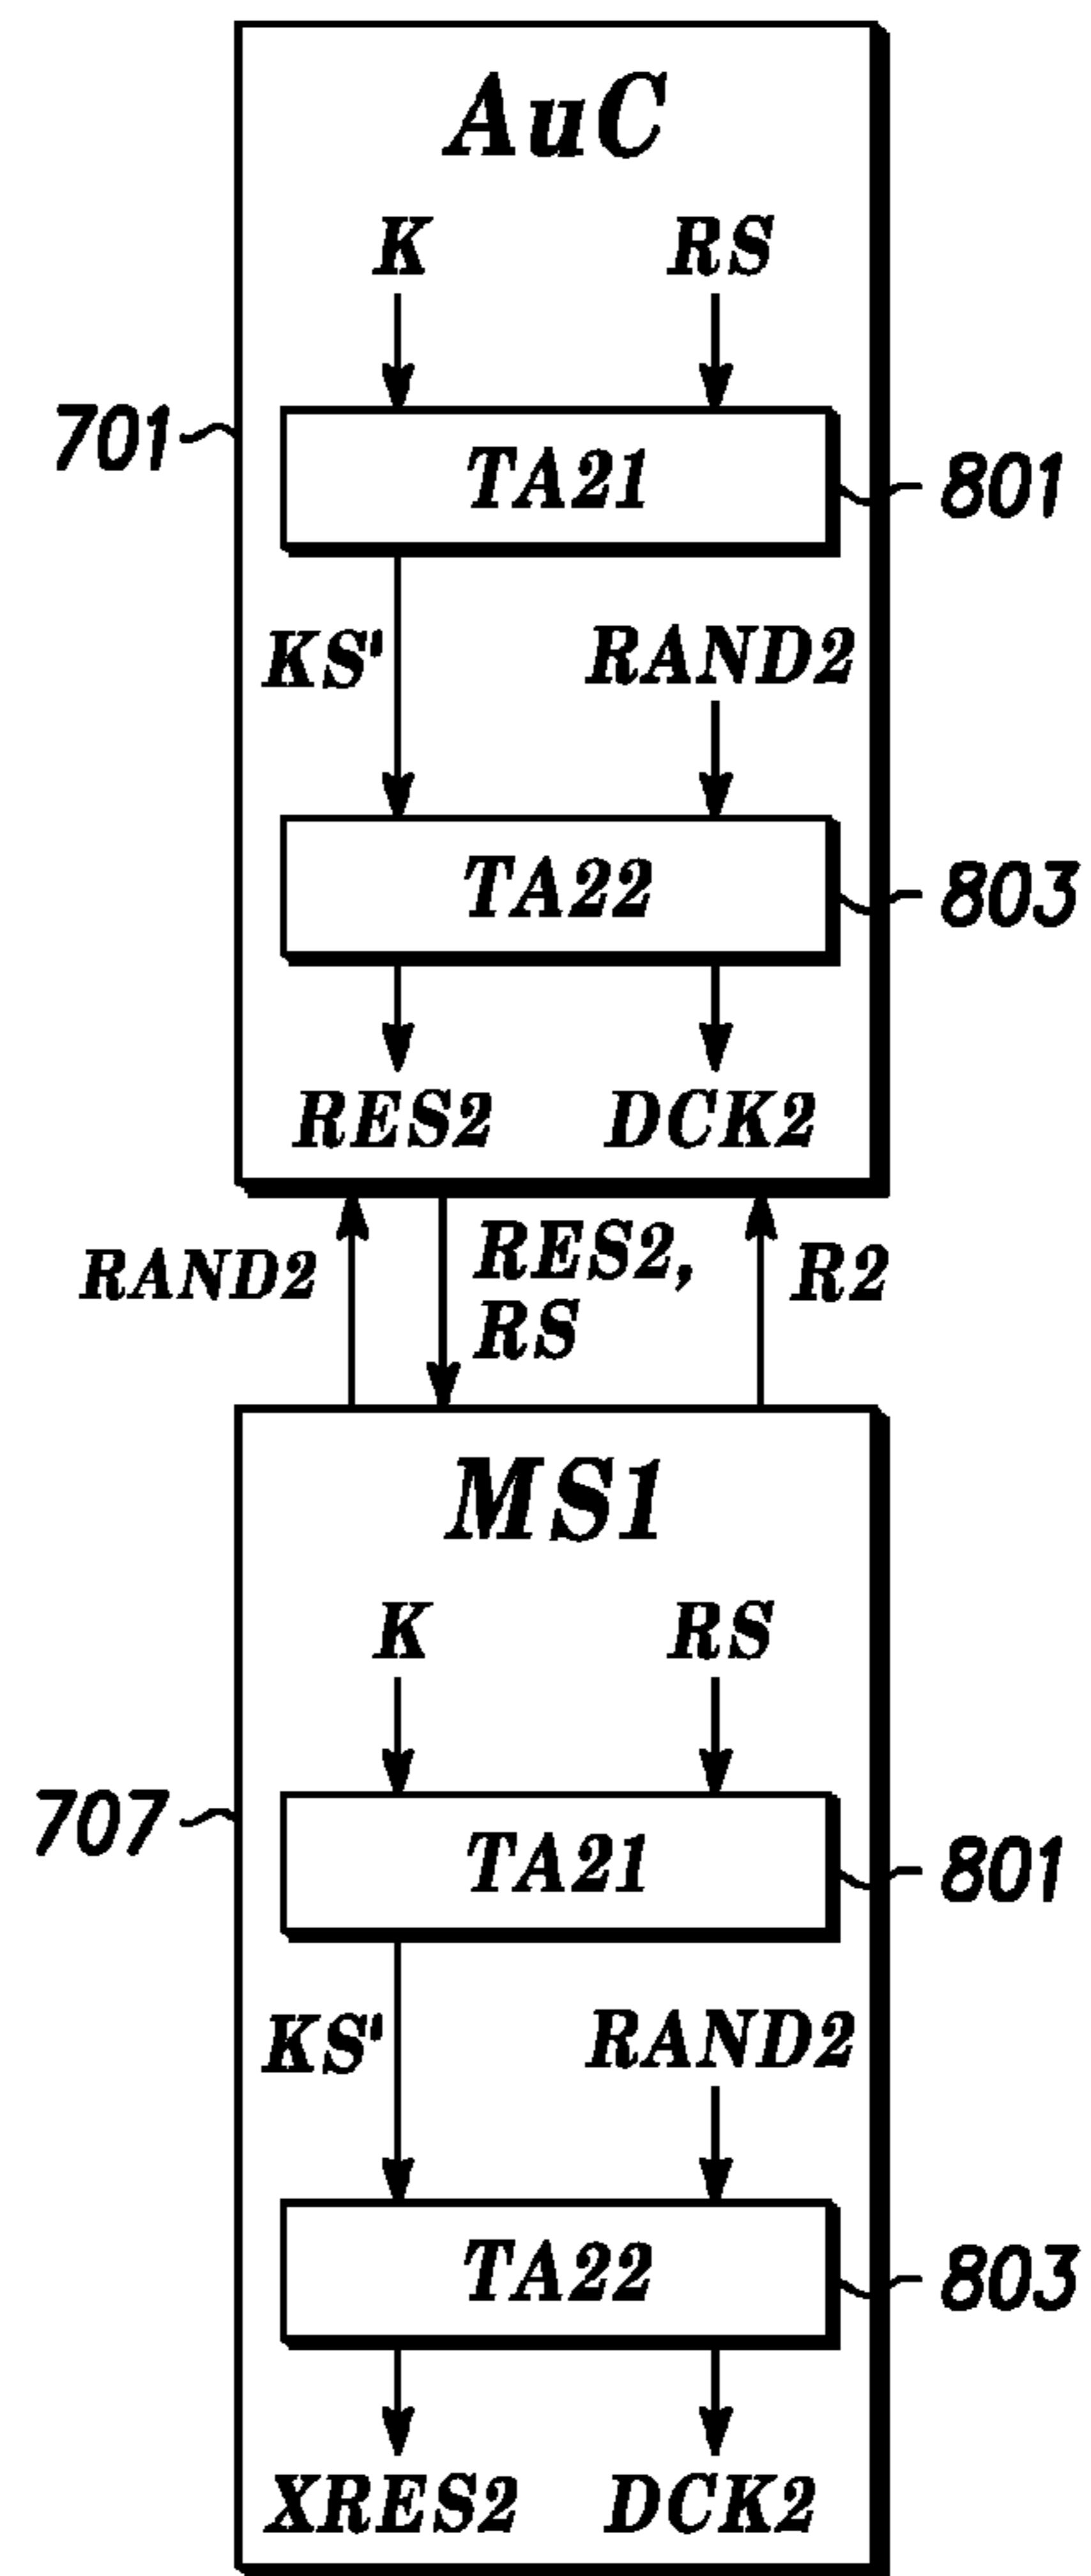 AuC
K RS
701
TA21
801
KS' RAND2
TA22
803
RES2 DCK2
RAND2
RES2,
RS
R2
MS1
K RS
707
TA21
801
KS' RAND2
TA22
803
XRES2 DCK2